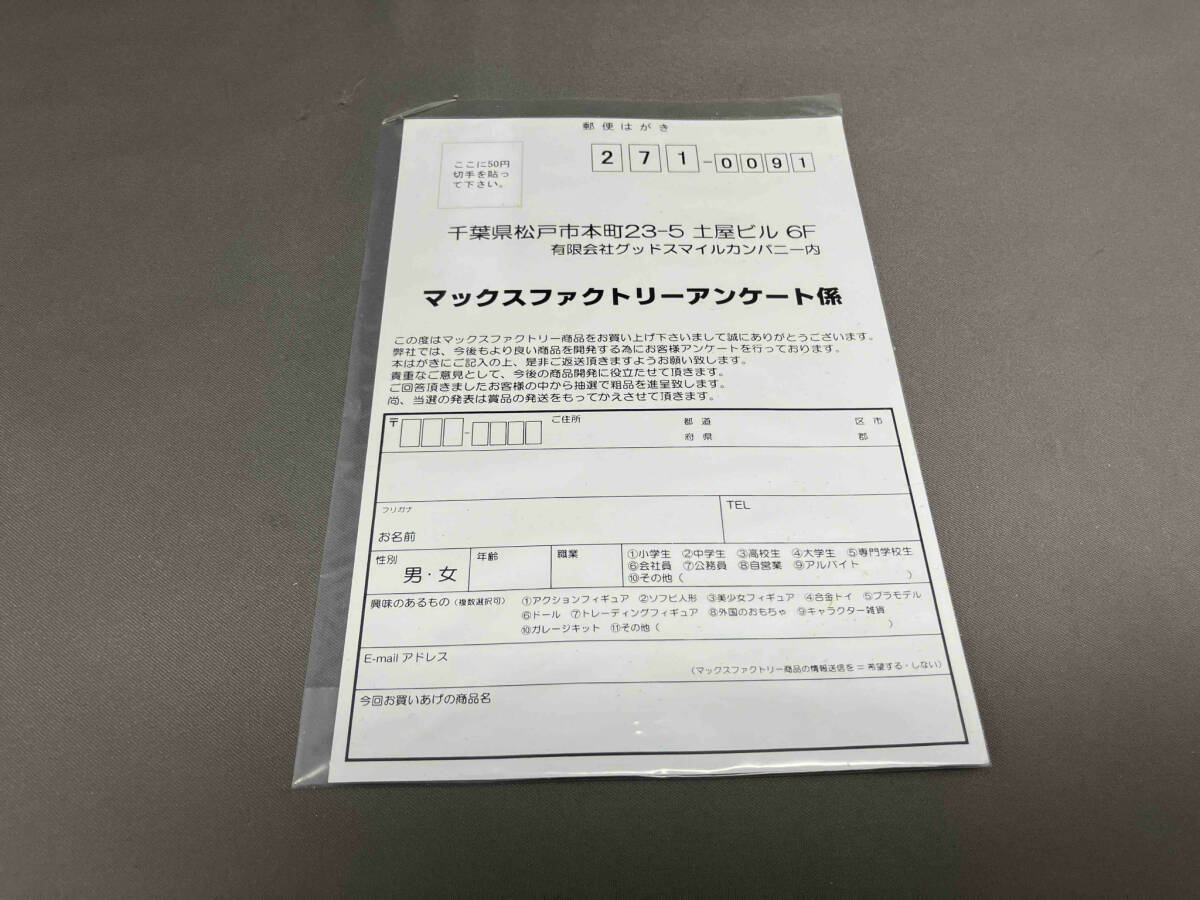 郵便はがき
ここに50円
切手を貼っ
て下さい。
271-0091
千葉県松戸市本町23-5 土屋ビル 6F
有限会社グッドスマイルカンパニー内
マックスファクトリーアンケート係
この度はマックスファクトリー商品をお買い上げ下さいまして誠にありがとうございます。
弊社では、今後もより良い商品を開発する為にお客様アンケートを行っております。
本はがきにご記入の上、是非ご返送頂きますようお願い致します。
貴重なご意見として、今後の商品開発に役立たせて頂きます。
ご回答頂きましたお客様の中から抽選で粗品を進呈致します。
尚、当選の発表は賞品の発送をもってかえさせて頂きます。
〒 - ご住所 都道 区市
府県 郡
フリガナ
お名前
TEL
性別
男・女
年齢
職業
①小学生 ②中学生 ③高校生 ④大学生 ⑤専門学校生
⑥会社員 ⑦公務員 ⑧自営業 ⑨アルバイト
⑩その他( )
興味のあるもの(複数選択可) ①アクションフィギュア ②ソフビ人形 ③美少女フィギュア ④合金トイ ⑤プラモデル
⑥ドール ⑦トレーディングフィギュア ⑧外国のおもちゃ ⑨キャラクター雑貨
⑩ガレージキット ⑪その他( )
E-mail アドレス
(マックスファクトリー商品の情報送信を = 希望する・しない)
今回お買いあげの商品名